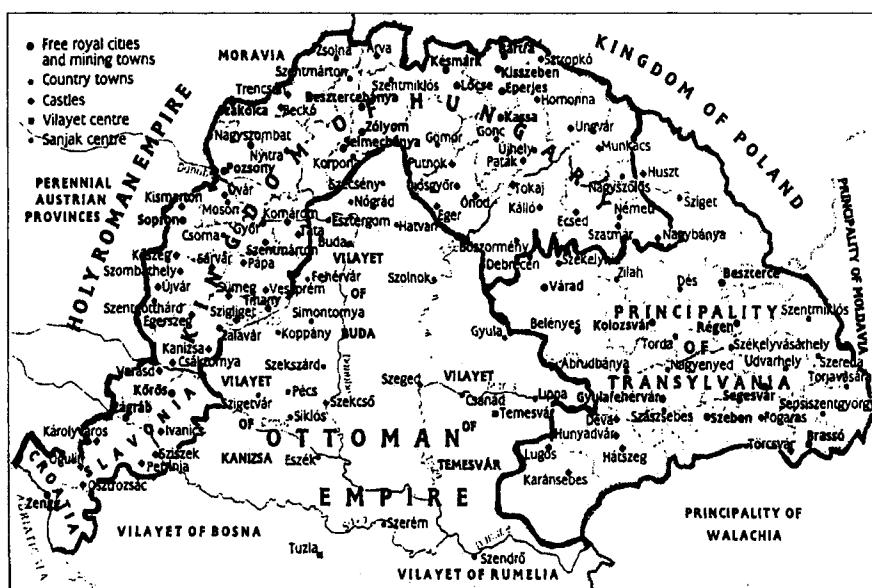 Free royal cities
and mining towns
Country towns
Castles
Vilayet centre
Sanjak centre
HOLY ROMAN EMPIRE
PERENNIAL
AUSTRIAN
PROVINCES
MORAVIA
KINGDOM OF POLAND
KINGDOM OF HUNGARY
PRINCIPALITY OF MOLDAVIA
PRINCIPALITY
OF
TRANSYLVANIA
PRINCIPALITY OF
WALACHIA
OTTOMAN
EMPIRE
VILAYET
OF
BUDA
VILAYET
OF
KANIZSA
VILAYET
OF
TEMESVÁR
VILAYET OF BOSNA
VILAYET OF RUMELIA
SLAVONIA
CROATIA
Zsolna
Árva
Szentmárton
Késmárk
Bártfa
Sztropkó
Kisszeben
Trencsén
Szentmiklós
Lőcse
Eperjes
Beckó
Besztercebánya
Homonna
Kassa
Nagyszombat
Zólyom
Selmecbánya
Gömör
Gönc
Ungvár
Nyitra
Korpona
Putnok
Újhely
Patak
Munkács
Pozsony
Szécsény
Diósgyőr
Huszt
Óvár
Nógrád
Ónod
Tokaj
Nagyszőlős
Kismarton
Moson
Komárom
Esztergom
Eger
Kálló
Sziget
Sopron
Győr
Tata
Hatvan
Ecsed
Németi
Csorna
Buda
Szatmár
Nagybánya
Szentmárton
Böszörmény
Kőszeg
Sárvár
Pápa
Debrecen
Székelyhíd
Szombathely
Fehérvár
Szolnok
Zilah
Dés
Beszterce
Újvár
Sümeg
Veszprém
Várad
Tihany
Simontornya
Szentgotthárd
Szigliget
Szentmiklós
Egerszeg
Zalavár
Koppány
Gyula
Belényes
Kolozsvár
Régen
Kanizsa
Torda
Székelyvásárhely
Csáktornya
Szekszárd
Abrudbánya
Nagyenyed
Udvarhely
Szereda
Varasd
Szeged
Torjavásár
Pécs
Csanád
Lippa
Gyulafehérvár
Segesvár
Kőrös
Szigetvár
Szekcső
Temesvár
Szászsebes
Sepsiszentgyörgy
Zágráb
Siklós
Déva
Szeben
Fogaras
Károlyváros
Ivanics
Hunyadvár
Brassó
Sziszek
Eszék
Lugos
Hátszeg
Törcsvár
Petrinja
Karánsebes
Osztrozsác
Zengg
Szerém
Tuzla
Szendrő